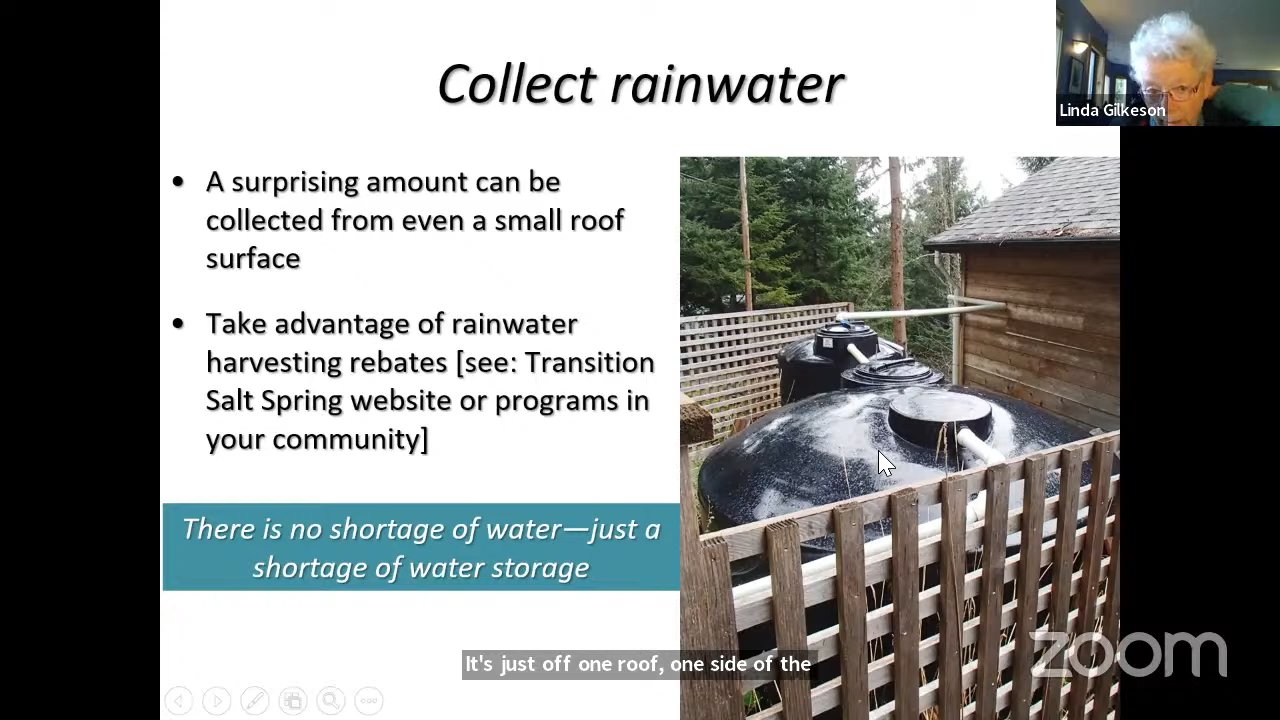 Collect rainwater
Linda Gilkeson
• A surprising amount can be
collected from even a small roof
surface
• Take advantage of rainwater
harvesting rebates [see: Transition
Salt Spring website or programs in
your community]
There is no shortage of water—just a
shortage of water storage
It's just off one roof, one side of the
zoom